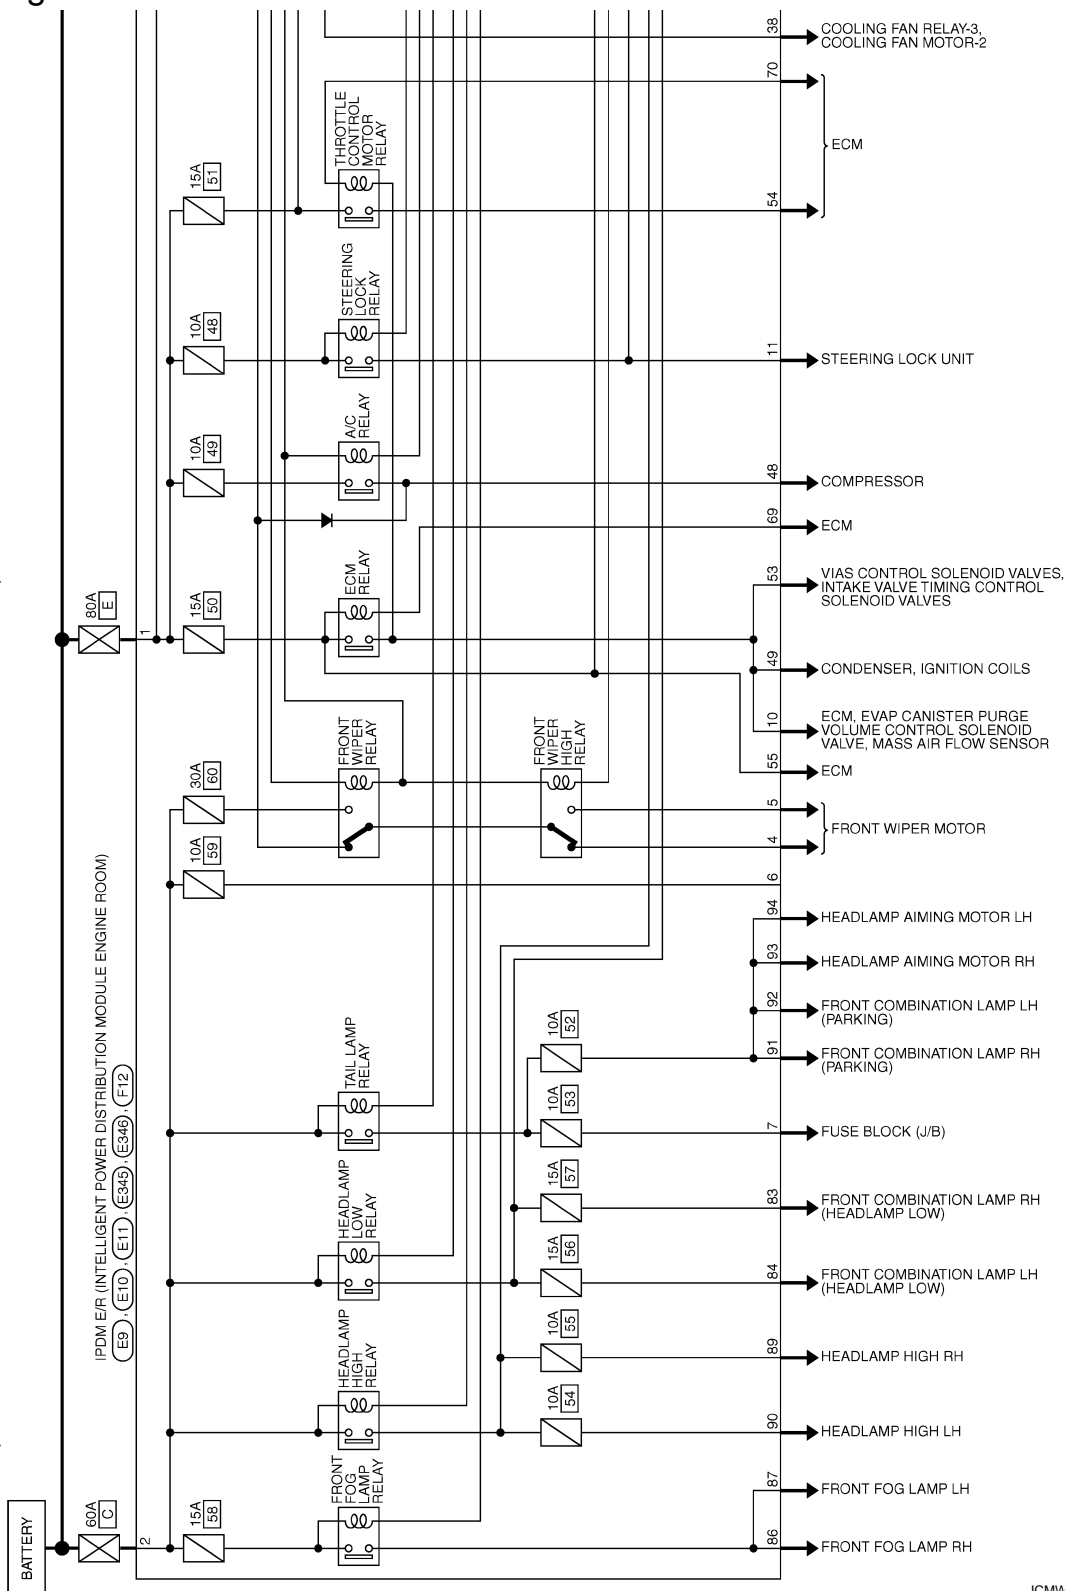 38
COOLING FAN RELAY-3,
COOLING FAN MOTOR-2
70
THROTTLE
CONTROL
MOTOR
RELAY
ECM
15A
51
54
STEERING
LOCK
RELAY
10A
48
11
STEERING LOCK UNIT
A/C
RELAY
10A
49
48
COMPRESSOR
69
ECM
ECM
RELAY
53
VIAS CONTROL SOLENOID VALVES,
INTAKE VALVE TIMING CONTROL
SOLENOID VALVES
80A
E
1
15A
50
49
CONDENSER, IGNITION COILS
10
ECM, EVAP CANISTER PURGE
VOLUME CONTROL SOLENOID
VALVE, MASS AIR FLOW SENSOR
FRONT
WIPER
RELAY
FRONT
WIPER
HIGH
RELAY
55
ECM
30A
60
5
FRONT WIPER MOTOR
4
10A
59
6
IPDM E/R (INTELLIGENT POWER DISTRIBUTION MODULE ENGINE ROOM)
E9 , E10 , E11 , E345 , E346 , F12
94
HEADLAMP AIMING MOTOR LH
93
HEADLAMP AIMING MOTOR RH
92
FRONT COMBINATION LAMP LH
(PARKING)
TAIL LAMP
RELAY
10A
52
91
FRONT COMBINATION LAMP RH
(PARKING)
10A
53
7
FUSE BLOCK (J/B)
HEADLAMP
LOW
RELAY
15A
57
83
FRONT COMBINATION LAMP RH
(HEADLAMP LOW)
15A
56
84
FRONT COMBINATION LAMP LH
(HEADLAMP LOW)
HEADLAMP
HIGH
RELAY
10A
55
89
HEADLAMP HIGH RH
10A
54
90
HEADLAMP HIGH LH
FRONT
FOG
LAMP
RELAY
87
FRONT FOG LAMP LH
BATTERY
60A
C
2
15A
58
86
FRONT FOG LAMP RH